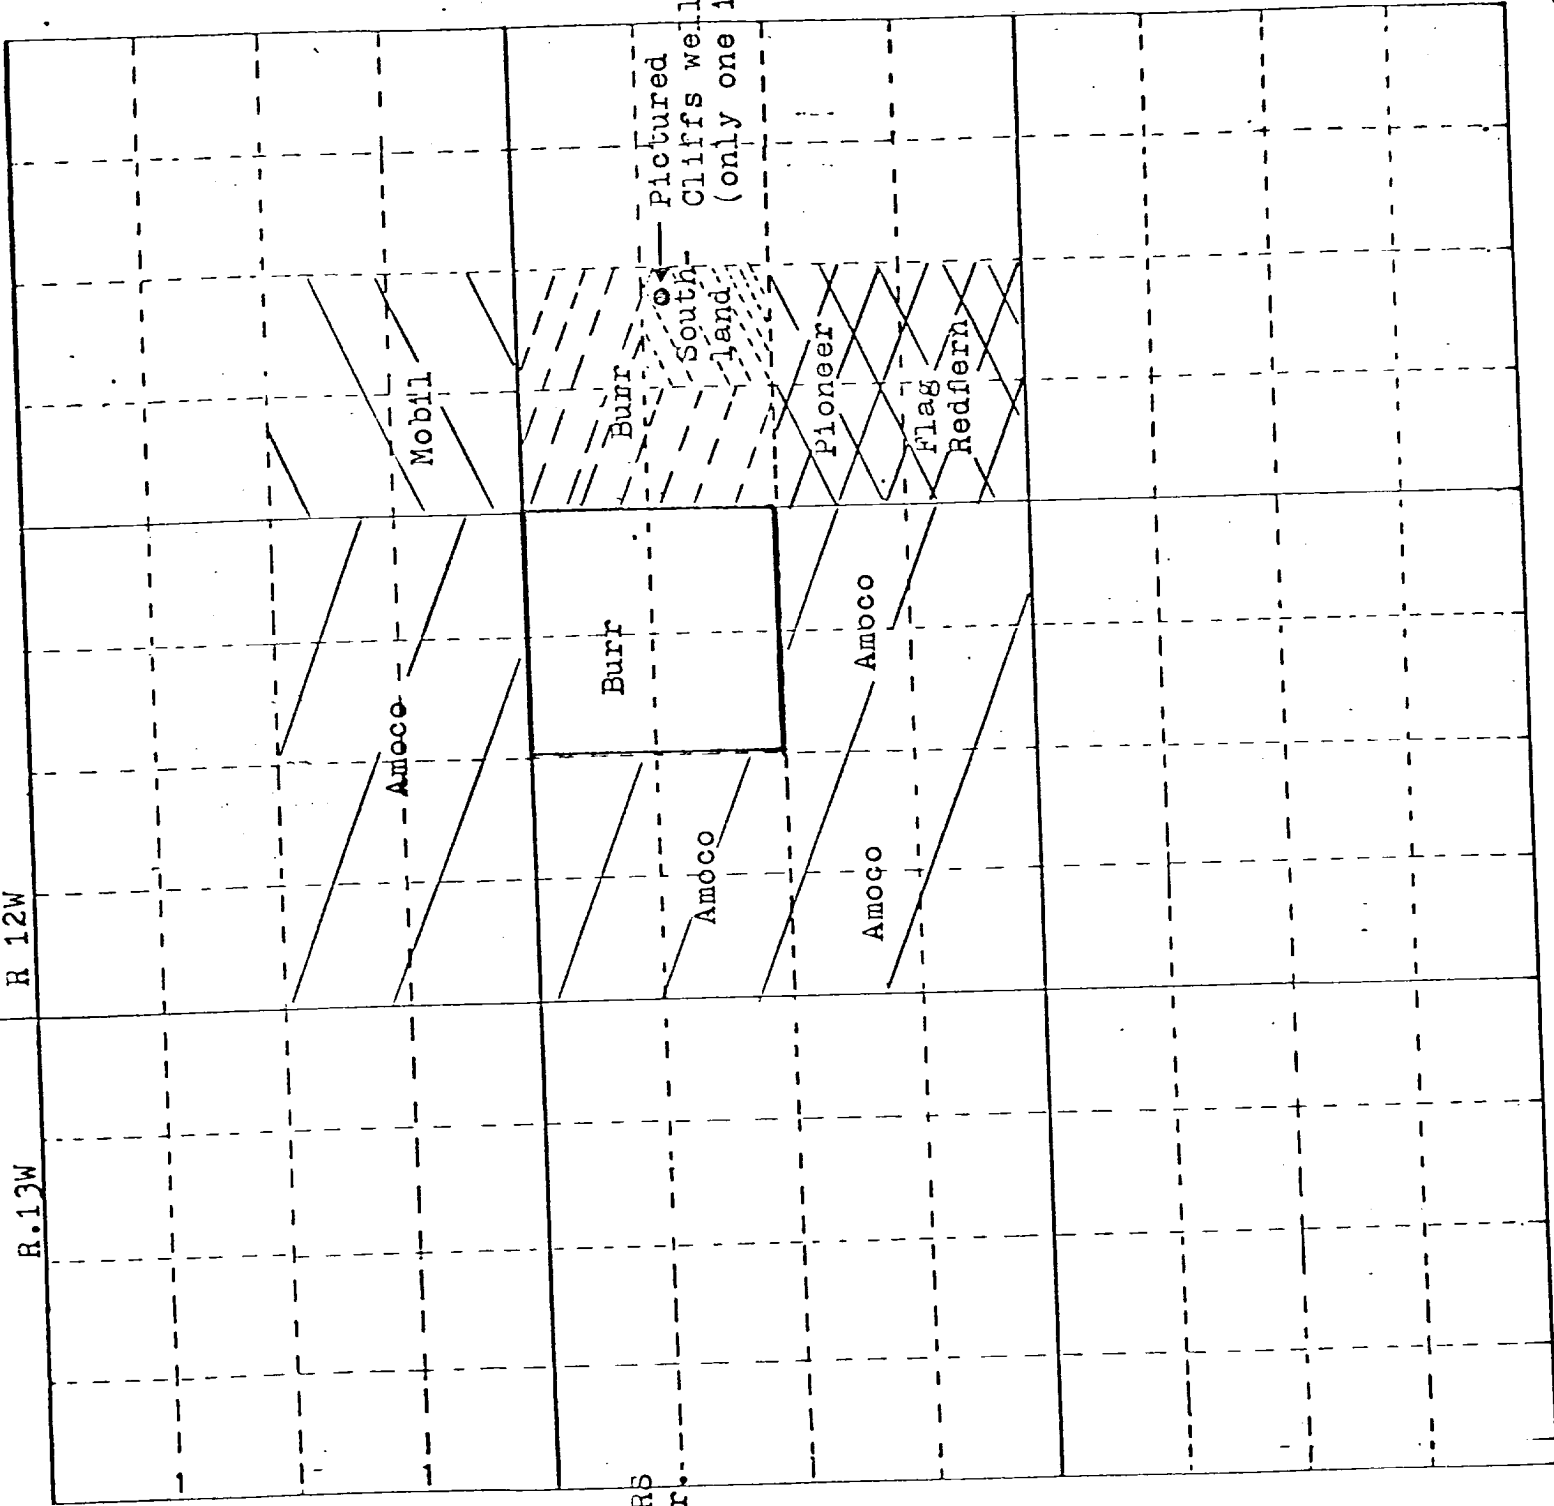 R.13W
R 12W
RS
r.
Amoco
Mobil
Burr
Burr
South-
land
Pictured
Cliffs well
(only one
Amoco
Amoco
Amoco
Pioneer
Flag
Redfern